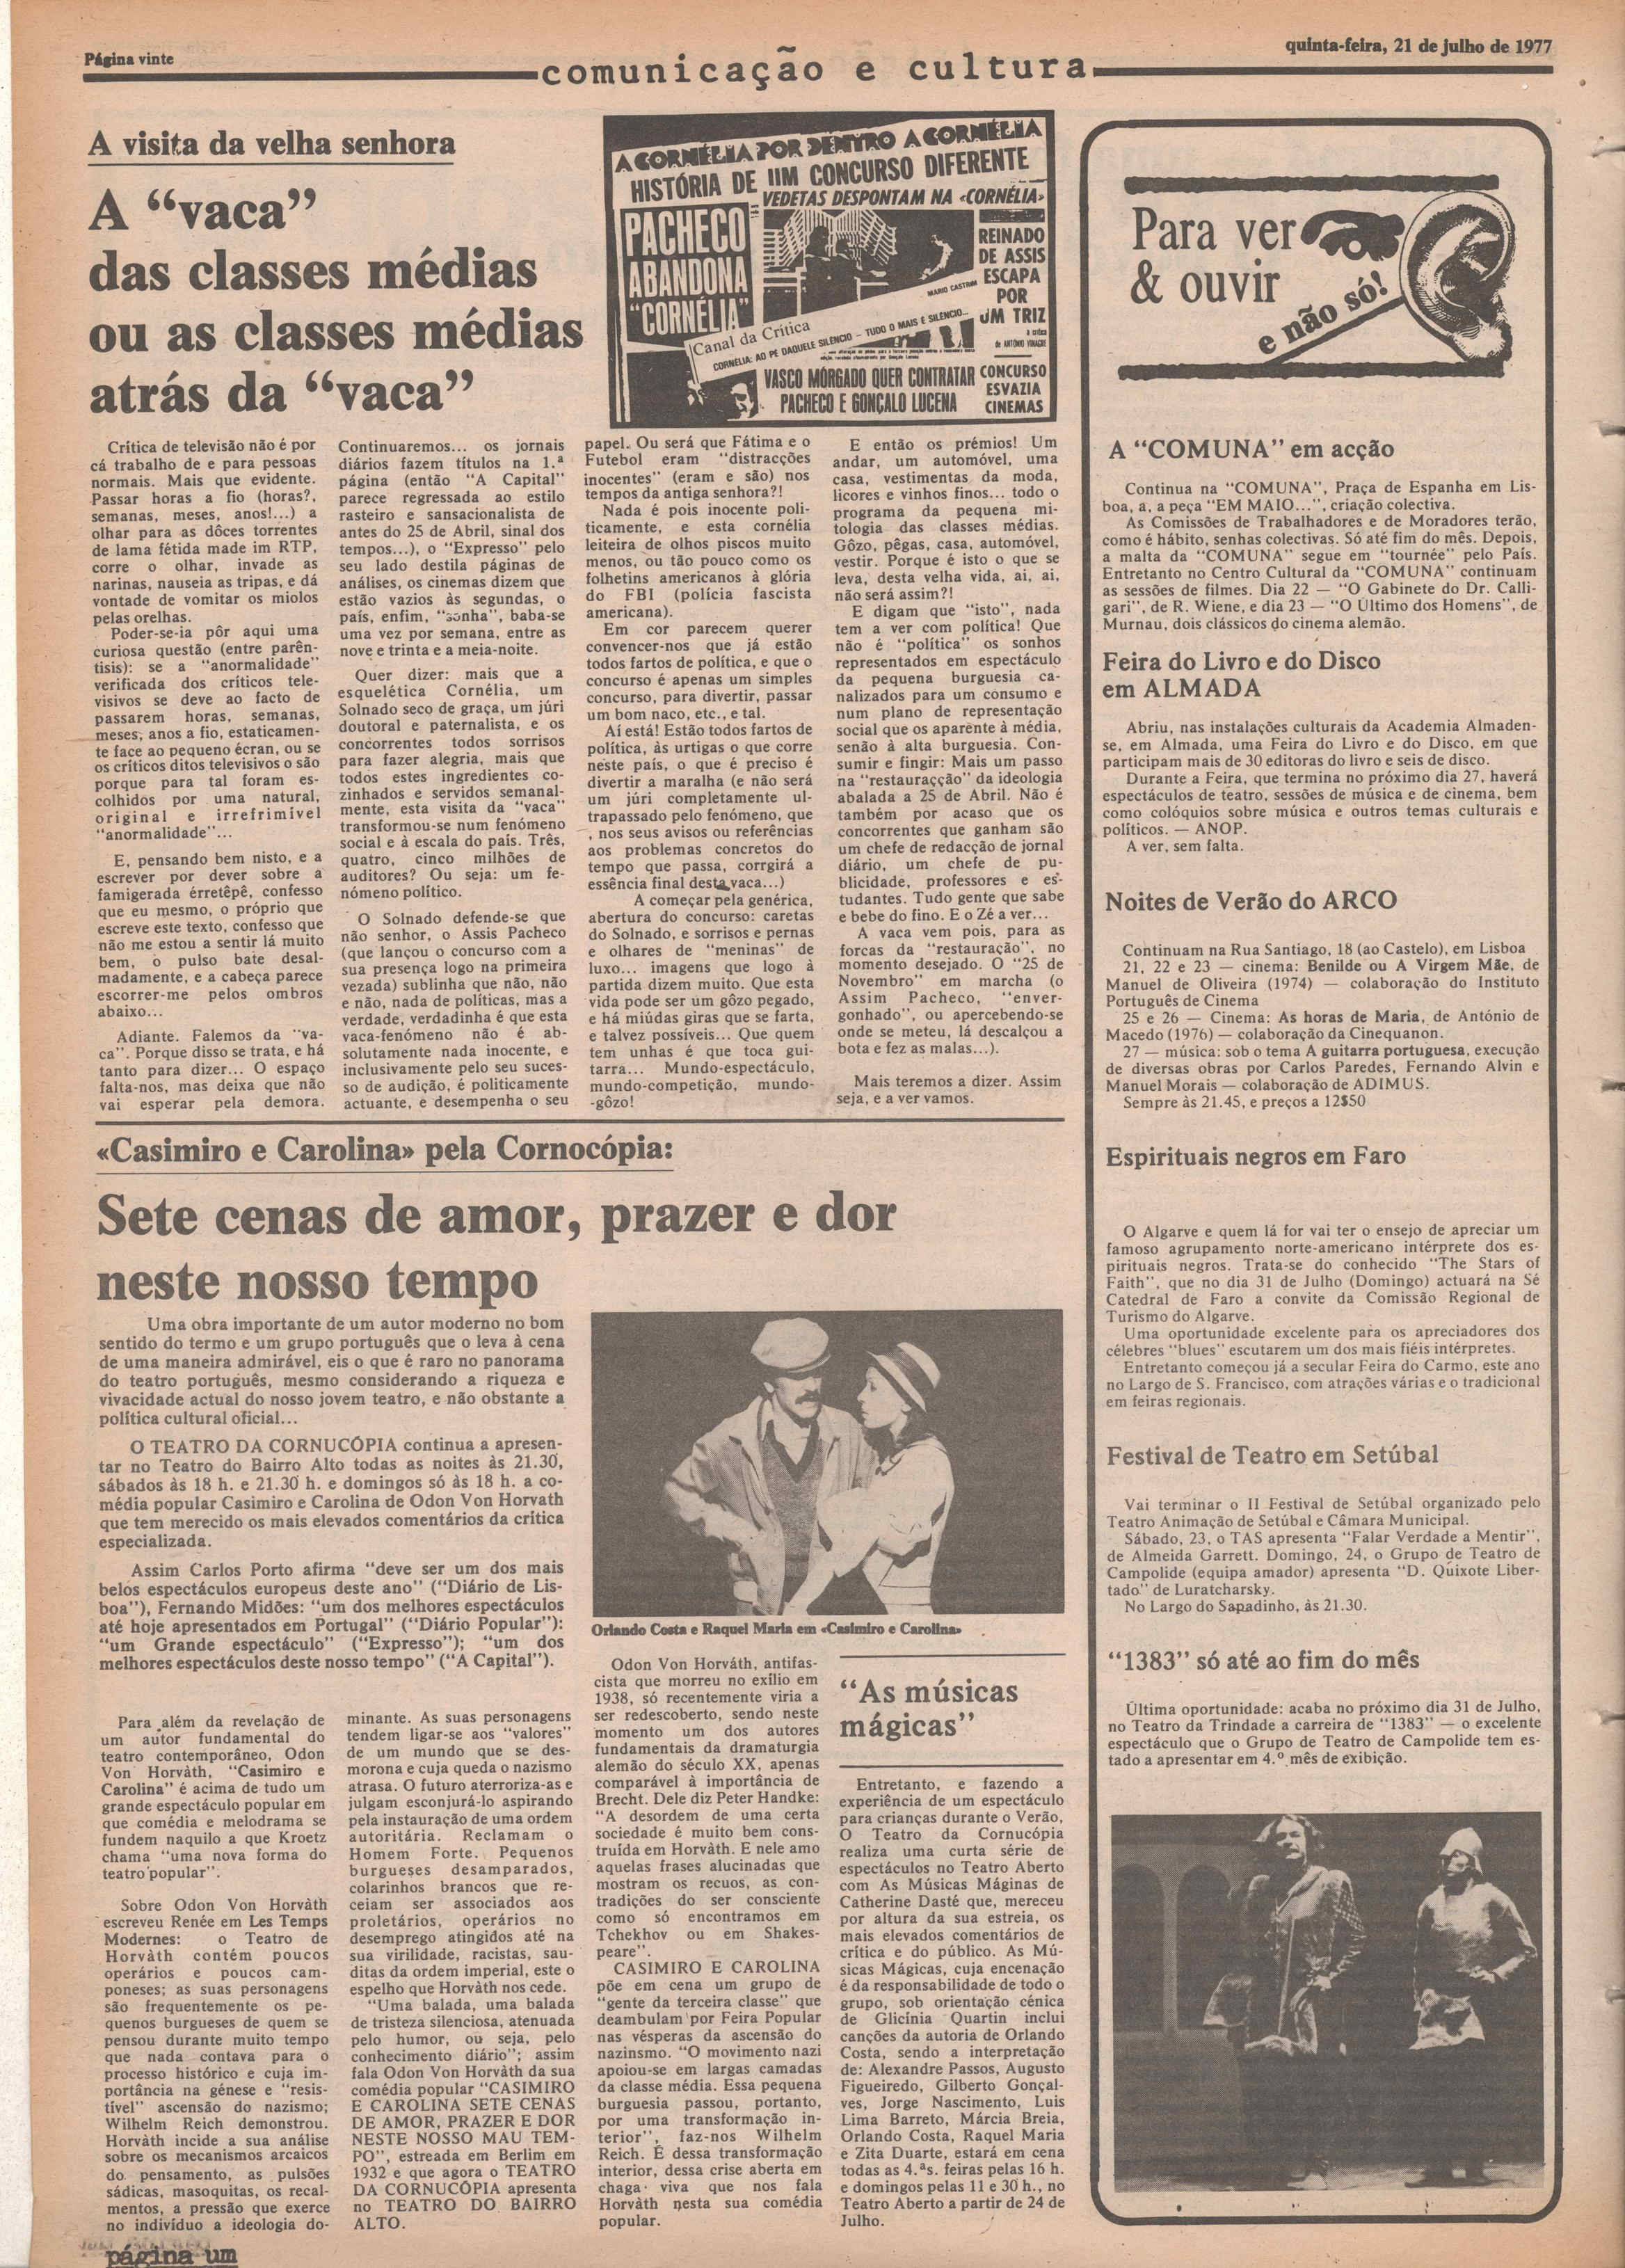 Página vinte
comunicação e cultura
quinta-feira, 21 de julho de 1977
A visita da velha senhora
A “vaca”
das classes médias
ou as classes médias
atrás da “vaca”
A CORNÉLIA POR DENTRO A CORNÉLIA
HISTÓRIA DE UM CONCURSO DIFERENTE
VEDETAS DESPONTAM NA «CORNÉLIA»
PACHECO
ABANDONA
"CORNÉLIA"
REINADO
DE ASSIS
ESCAPA
POR
UM TRIZ
MARIO CASTRIM
Canal da Crítica
CORNÉLIA: AO PE DAQUELE SILÊNCIO – TUDO O MAIS É SILÊNCIO...
VASCO MORGADO QUER CONTRATAR
PACHECO E GONÇALO LUCENA
CONCURSO
ESVAZIA
CINEMAS
Crítica de televisão não é por
cá trabalho de e para pessoas
normais. Mais que evidente.
Passar horas a fio (horas?,
semanas, meses, anos!...) a
olhar para as dôces torrentes
de lama fétida made im RTP,
corre o olhar, invade as
narinas, nauseia as tripas, e dá
vontade de vomitar os miolos
pelas orelhas.
Poder-se-ia pôr aqui uma
curiosa questão (entre parên-
tisis): se a “anormalidade”
verificada dos críticos tele-
visivos se deve ao facto de
passarem horas, semanas,
meses, anos a fio, estaticamen-
te face ao pequeno écran, ou se
os críticos ditos televisivos o são
porque para tal foram es-
colhidos por uma natural,
original e irrefrimível
“anormalidade”...
E, pensando bem nisto, e a
escrever por dever sobre a
famigerada érretêpê, confesso
que eu mesmo, o próprio que
escreve este texto, confesso que
não me estou a sentir lá muito
bem, o pulso bate desal-
madamente, e a cabeça parece
escorrer-me pelos ombros
abaixo...
Adiante. Falemos da “va-
ca”. Porque disso se trata, e há
tanto para dizer... O espaço
falta-nos, mas deixa que não
vai esperar pela demora.
Continuaremos... os jornais
diários fazem títulos na 1.ª
página (então “A Capital”
parece regressada ao estilo
rasteiro e sansacionalista de
antes do 25 de Abril, sinal dos
tempos...), o “Expresso” pelo
seu lado destila páginas de
análises, os cinemas dizem que
estão vazios às segundas, o
país, enfim, “sonha”, baba-se
uma vez por semana, entre as
nove e trinta e a meia-noite.
Quer dizer: mais que a
esquelética Cornélia, um
Solnado seco de graça, um júri
doutoral e paternalista, e os
concorrentes todos sorrisos
para fazer alegria, mais que
todos estes ingredientes co-
zinhados e servidos semanal-
mente, esta visita da “vaca”
transformou-se num fenómeno
social e à escala do país. Três,
quatro, cinco milhões de
auditores? Ou seja: um fe-
nómeno político.
O Solnado defende-se que
não senhor, o Assis Pacheco
(que lançou o concurso com a
sua presença logo na primeira
vezada) sublinha que não, não
e não, nada de políticas, mas a
verdade, verdadinha é que esta
vaca-fenómeno não é ab-
solutamente nada inocente, e
inclusivamente pelo seu suces-
so de audição, é politicamente
actuante, e desempenha o seu
papel. Ou será que Fátima e o
Futebol eram “distracções
inocentes” (eram e são) nos
tempos da antiga senhora?!
Nada é pois inocente poli-
ticamente, e esta cornélia
leiteira de olhos piscos muito
menos, ou tão pouco como os
folhetins americanos à glória
do FBI (polícia fascista
americana).
Em cor parecem querer
convencer-nos que já estão
todos fartos de política, e que o
concurso é apenas um simples
concurso, para divertir, passar
um bom naco, etc., e tal.
Aí está! Estão todos fartos de
política, às urtigas o que corre
neste país, o que é preciso é
divertir a maralha (e não será
um júri completamente ul-
trapassado pelo fenómeno, que
, nos seus avisos ou referências
aos problemas concretos do
tempo que passa, corrgirá a
essência final desta vaca...)
A começar pela genérica,
abertura do concurso: caretas
do Solnado, e sorrisos e pernas
e olhares de “meninas” de
luxo... imagens que logo à
partida dizem muito. Que esta
vida pode ser um gôzo pegado,
e há miúdas giras que se farta,
e talvez possíveis... Que quem
tem unhas é que toca gui-
tarra... Mundo-espectáculo,
mundo-competição, mundo-
-gôzo!
E então os prémios! Um
andar, um automóvel, uma
casa, vestimentas da moda,
licores e vinhos finos... todo o
programa da pequena mi-
tologia das classes médias.
Gôzo, pêgas, casa, automóvel,
vestir. Porque é isto o que se
leva, desta velha vida, ai, ai,
não será assim?!
E digam que “isto”, nada
tem a ver com política! Que
não é “política” os sonhos
representados em espectáculo
da pequena burguesia ca-
nalizados para um consumo e
num plano de representação
social que os aparente à média,
senão à alta burguesia. Con-
sumir e fingir: Mais um passo
na “restauracção” da ideologia
abalada a 25 de Abril. Não é
também por acaso que os
concorrentes que ganham são
um chefe de redacção de jornal
diário, um chefe de pu-
blicidade, professores e es-
tudantes. Tudo gente que sabe
e bebe do fino. E o Zé a ver...
A vaca vem pois, para as
forcas da “restauração”, no
momento desejado. O “25 de
Novembro” em marcha (o
Assim Pacheco, “enver-
gonhado”, ou apercebendo-se
onde se meteu, lá descalçou a
bota e fez as malas...).
Mais teremos a dizer. Assim
seja, e a ver vamos.
«Casimiro e Carolina» pela Cornocópia:
Sete cenas de amor, prazer e dor
neste nosso tempo
Uma obra importante de um autor moderno no bom
sentido do termo e um grupo português que o leva à cena
de uma maneira admirável, eis o que é raro no panorama
do teatro português, mesmo considerando a riqueza e
vivacidade actual do nosso jovem teatro, e não obstante a
política cultural oficial...
O TEATRO DA CORNUCÓPIA continua a apresen-
tar no Teatro do Bairro Alto todas as noites às 21.30,
sábados às 18 h. e 21.30 h. e domingos só às 18 h. a co-
média popular Casimiro e Carolina de Odon Von Horvath
que tem merecido os mais elevados comentários da crítica
especializada.
Assim Carlos Porto afirma “deve ser um dos mais
belos espectáculos europeus deste ano” (“Diário de Lis-
boa”), Fernando Midões: “um dos melhores espectáculos
até hoje apresentados em Portugal” (“Diário Popular”):
“um Grande espectáculo” (“Expresso”); “um dos
melhores espectáculos deste nosso tempo” (“A Capital”).
Orlando Costa e Raquel Maria em «Casimiro e Carolina»
Para além da revelação de
um autor fundamental do
teatro contemporâneo, Odon
Von Horvàth, “Casimiro e
Carolina” é acima de tudo um
grande espectáculo popular em
que comédia e melodrama se
fundem naquilo a que Kroetz
chama “uma nova forma do
teatro popular”.
Sobre Odon Von Horvàth
escreveu Renée em Les Temps
Modernes: o Teatro de
Horvàth contém poucos
operários e poucos cam-
poneses; as suas personagens
são frequentemente os pe-
quenos burgueses de quem se
pensou durante muito tempo
que nada contava para o
processo histórico e cuja im-
portância na génese e “resis-
tível” ascensão do nazismo;
Wilhelm Reich demonstrou.
Horvàth incide a sua análise
sobre os mecanismos arcaicos
do pensamento, as pulsões
sádicas, masoquitas, os recal-
mentos, a pressão que exerce
no indivíduo a ideologia do-
minante. As suas personagens
tendem ligar-se aos “valores”
de um mundo que se des-
morona e cuja queda o nazismo
atrasa. O futuro aterroriza-as e
julgam esconjurá-lo aspirando
pela instauração de uma ordem
autoritária. Reclamam o
Homem Forte. Pequenos
burgueses desamparados,
colarinhos brancos que re-
ceiam ser associados aos
proletários, operários no
desemprego atingidos até na
sua virilidade, racistas, sau-
ditas da ordem imperial, este o
espelho que Horvàth nos cede.
“Uma balada, uma balada
de tristeza silenciosa, atenuada
pelo humor, ou seja, pelo
conhecimento diário”; assim
fala Odon Von Horvàth da sua
comédia popular “CASIMIRO
E CAROLINA SETE CENAS
DE AMOR, PRAZER E DOR
NESTE NOSSO MAU TEM-
PO”, estreada em Berlim em
1932 e que agora o TEATRO
DA CORNUCÓPIA apresenta
no TEATRO DO BAIRRO
ALTO.
Odon Von Horváth, antifas-
cista que morreu no exílio em
1938, só recentemente viria a
ser redescoberto, sendo neste
momento um dos autores
fundamentais da dramaturgia
alemão do século XX, apenas
comparável à importância de
Brecht. Dele diz Peter Handke:
“A desordem de uma certa
sociedade é muito bem cons-
truída em Horvàth. E nele amo
aquelas frases alucinadas que
mostram os recuos, as con-
tradições do ser consciente
como só encontramos em
Tchekhov ou em Shakes-
peare”.
CASIMIRO E CAROLINA
põe em cena um grupo de
“gente da terceira classe” que
deambulam por Feira Popular
nas vésperas da ascensão do
nazinsmo. “O movimento nazi
apoiou-se em largas camadas
da classe média. Essa pequena
burguesia passou, portanto,
por uma transformação in-
terior”, faz-nos Wilhelm
Reich. É dessa transformação
interior, dessa crise aberta em
chaga viva que nos fala
Horvàth nesta sua comédia
popular.
“As músicas
mágicas”
Entretanto, e fazendo a
experiência de um espectáculo
para crianças durante o Verão,
O Teatro da Cornucópia
realiza uma curta série de
espectáculos no Teatro Aberto
com As Músicas Máginas de
Catherine Dasté que, mereceu
por altura da sua estreia, os
mais elevados comentários de
crítica e do público. As Mú-
sicas Mágicas, cuja encenação
é da responsabilidade de todo o
grupo, sob orientação cénica
de Glicínia Quartin inclui
canções da autoria de Orlando
Costa, sendo a interpretação
de: Alexandre Passos, Augusto
Figueiredo, Gilberto Gonçal-
ves, Jorge Nascimento, Luis
Lima Barreto, Márcia Breia,
Orlando Costa, Raquel Maria
e Zita Duarte, estará em cena
todas as 4.ªs. feiras pelas 16 h.
e domingos pelas 11 e 30 h., no
Teatro Aberto a partir de 24 de
Julho.
Para ver
& ouvir
e não só!
A “COMUNA” em acção
Continua na “COMUNA”, Praça de Espanha em Lis-
boa, a, a peça “EM MAIO...”, criação colectiva.
As Comissões de Trabalhadores e de Moradores terão,
como é hábito, senhas colectivas. Só até fim do mês. Depois,
a malta da “COMUNA” segue em “tournée” pelo País.
Entretanto no Centro Cultural da “COMUNA” continuam
as sessões de filmes. Dia 22 — “O Gabinete do Dr. Calli-
gari”, de R. Wiene, e dia 23 — “O Último dos Homens”, de
Murnau, dois clássicos do cinema alemão.
Feira do Livro e do Disco
em ALMADA
Abriu, nas instalações culturais da Academia Almaden-
se, em Almada, uma Feira do Livro e do Disco, em que
participam mais de 30 editoras do livro e seis de disco.
Durante a Feira, que termina no próximo dia 27, haverá
espectáculos de teatro, sessões de música e de cinema, bem
como colóquios sobre música e outros temas culturais e
políticos. — ANOP.
A ver, sem falta.
Noites de Verão do ARCO
Continuam na Rua Santiago, 18 (ao Castelo), em Lisboa
21, 22 e 23 — cinema: Benilde ou A Virgem Mãe, de
Manuel de Oliveira (1974) — colaboração do Instituto
Português de Cinema
25 e 26 — Cinema: As horas de Maria, de António de
Macedo (1976) — colaboração da Cinequanon.
27 — música: sob o tema A guitarra portuguesa, execução
de diversas obras por Carlos Paredes, Fernando Alvin e
Manuel Morais — colaboração de ADIMUS.
Sempre às 21.45, e preços a 12$50
Espirituais negros em Faro
O Algarve e quem lá for vai ter o ensejo de apreciar um
famoso agrupamento norte-americano intérprete dos es-
pirituais negros. Trata-se do conhecido “The Stars of
Faith”, que no dia 31 de Julho (Domingo) actuará na Sé
Catedral de Faro a convite da Comissão Regional de
Turismo do Algarve.
Uma oportunidade excelente para os apreciadores dos
célebres “blues” escutarem um dos mais fiéis intérpretes.
Entretanto começou já a secular Feira do Carmo, este ano
no Largo de S. Francisco, com atrações várias e o tradicional
em feiras regionais.
Festival de Teatro em Setúbal
Vai terminar o II Festival de Setúbal organizado pelo
Teatro Animação de Setúbal e Câmara Municipal.
Sábado, 23, o TAS apresenta “Falar Verdade a Mentir”,
de Almeida Garrett. Domingo, 24, o Grupo de Teatro de
Campolide (equipa amador) apresenta “D. Quixote Liber-
tado” de Luratcharsky.
No Largo do Sapadinho, às 21.30.
“1383” só até ao fim do mês
Última oportunidade: acaba no próximo dia 31 de Julho,
no Teatro da Trindade a carreira de “1383” — o excelente
espectáculo que o Grupo de Teatro de Campolide tem es-
tado a apresentar em 4.º mês de exibição.
página um